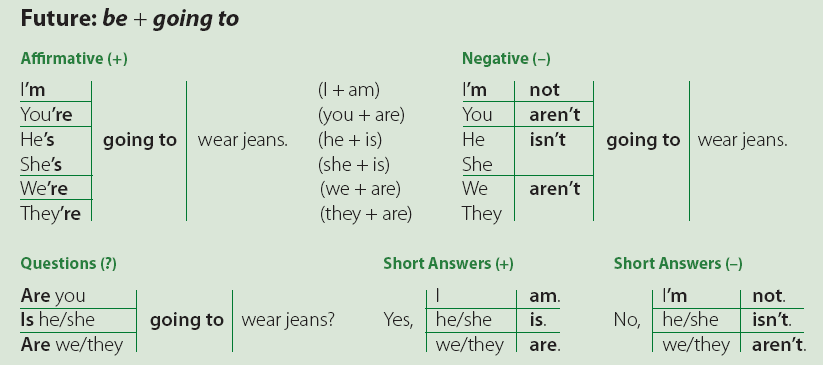 Future: be + going to
Affirmative (+)
I'm
You're
He's
She's
We're
They're
going to
wear jeans.
(I + am)
(you + are)
(he + is)
(she + is)
(we + are)
(they + are)
Negative (–)
I'm not
You aren't
He isn't
She
We aren't
They
going to
wear jeans.
Questions (?)
Are you
Is he/she
Are we/they
going to
wear jeans?
Short Answers (+)
Yes,
I am.
he/she is.
we/they are.
Short Answers (–)
No,
I'm not.
he/she isn't.
we/they aren't.